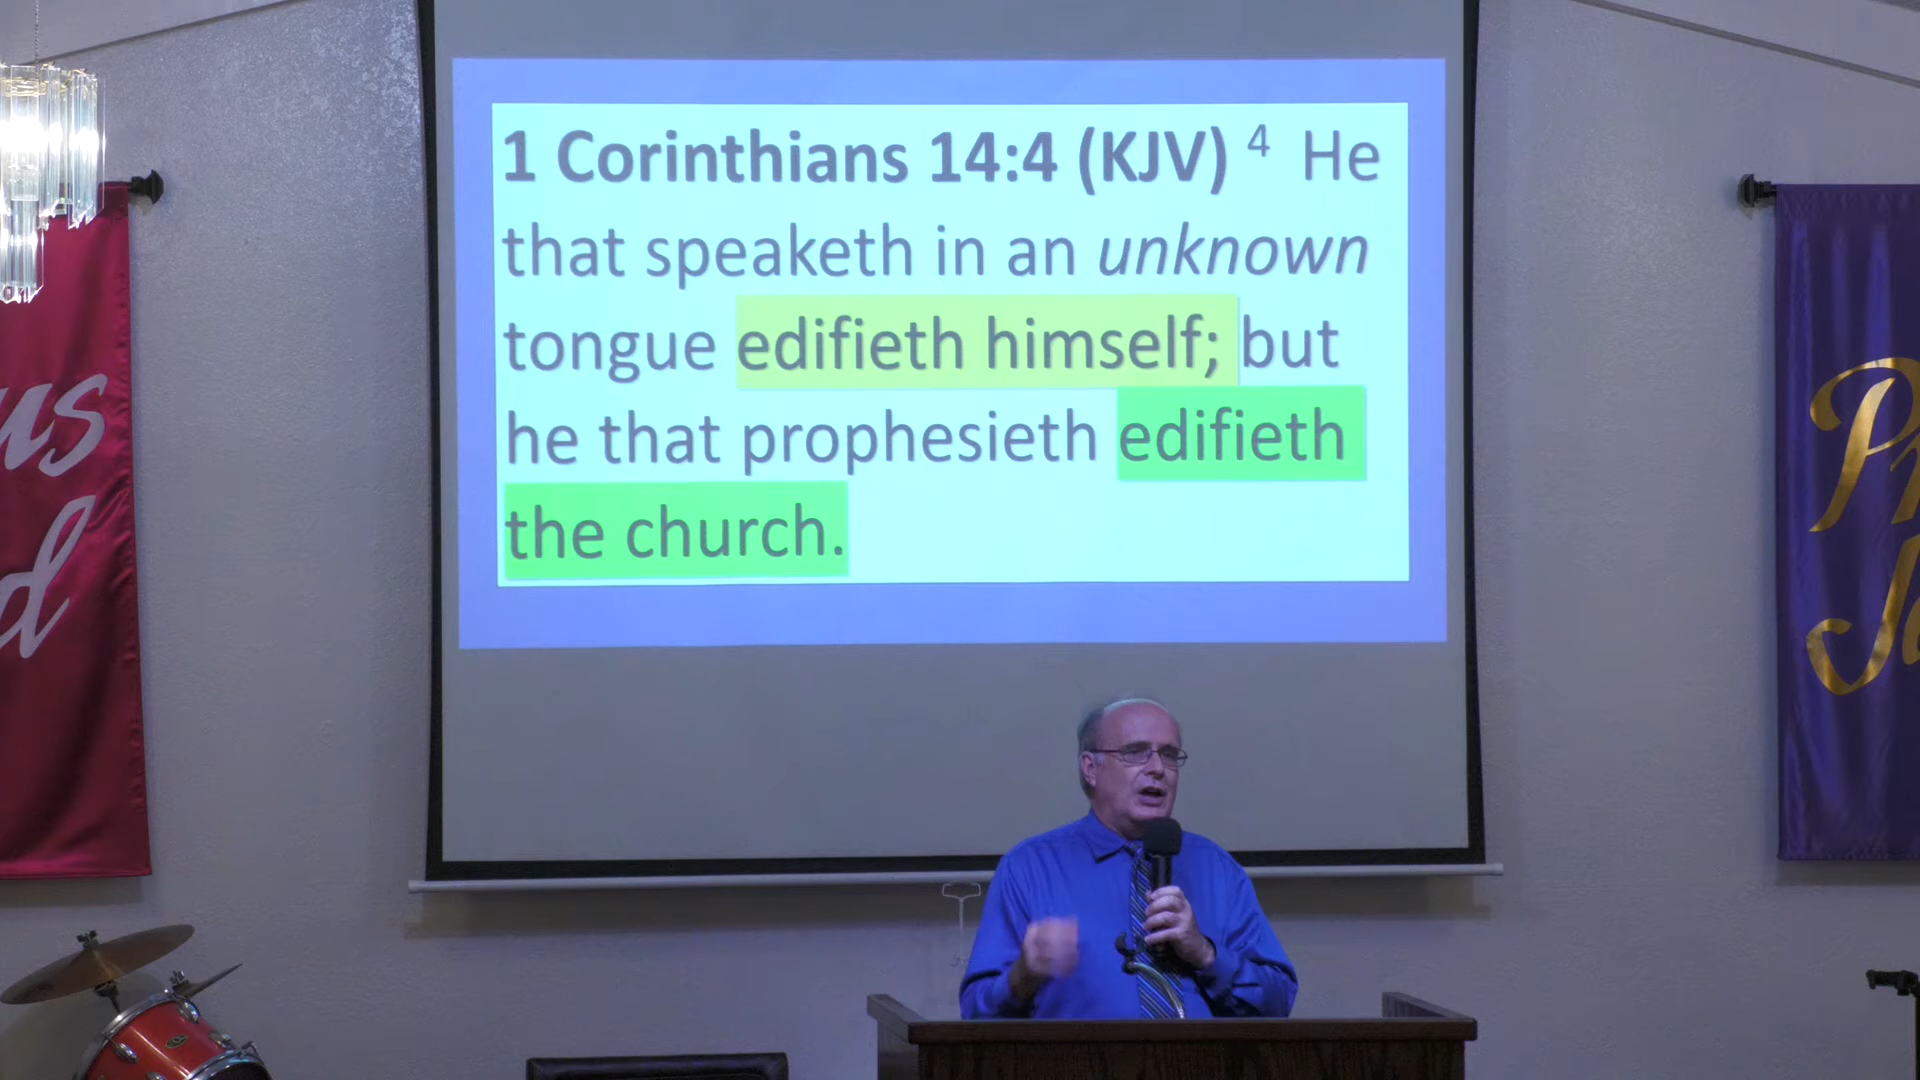 1 Corinthians 14:4 (KJV) 4 He
that speaketh in an unknown
tongue edifieth himself; but
he that prophesieth edifieth
the church.
us
d